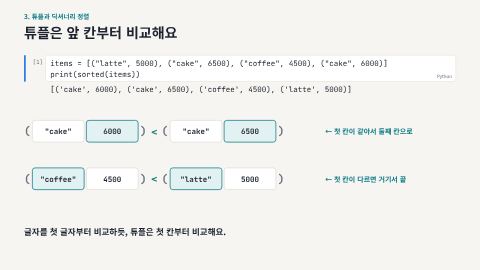 3. 튜플과 딕셔너리 정렬
튜플은 앞 칸부터 비교해요
[1] items = [("latte", 5000), ("cake", 6500), ("coffee", 4500), ("cake", 6000)]
print(sorted(items))
Python
[('cake', 6000), ('cake', 6500), ('coffee', 4500), ('latte', 5000)]
( "cake" 6000 ) < ( "cake" 6500 ) ← 첫 칸이 같아서 둘째 칸으로
( "coffee" 4500 ) < ( "latte" 5000 ) ← 첫 칸이 다르면 거기서 끝
글자를 첫 글자부터 비교하듯, 튜플은 첫 칸부터 비교해요.